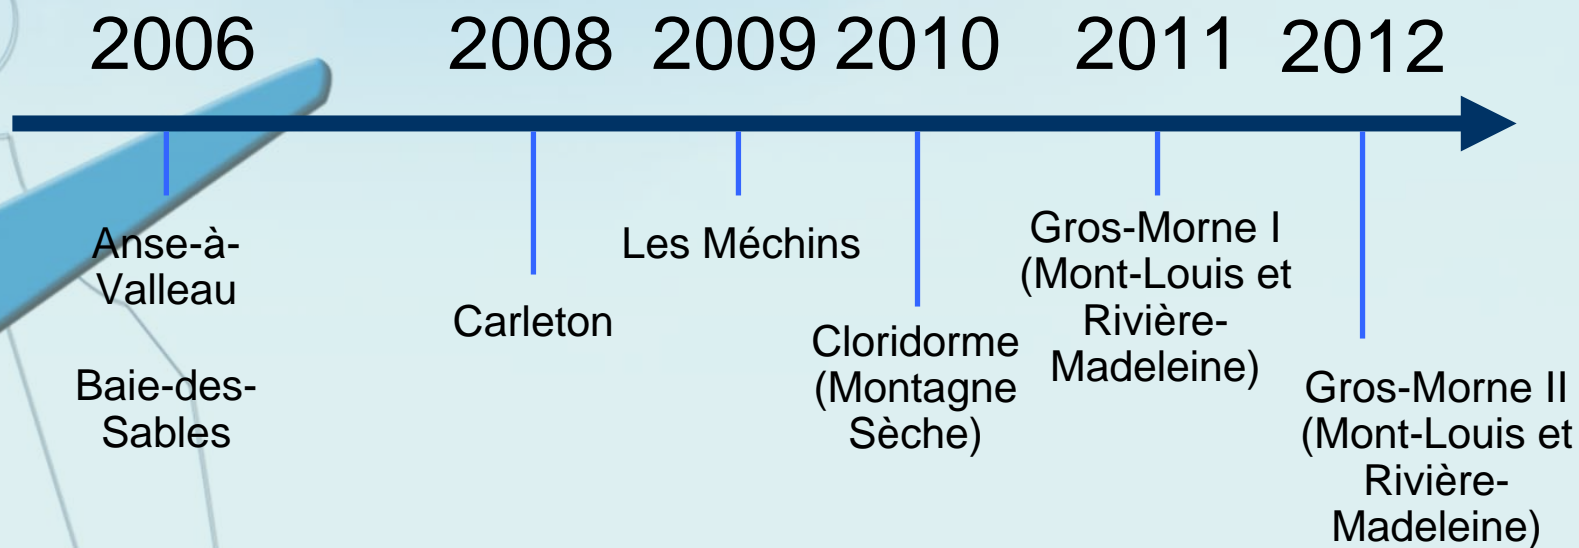 2006 2008 2009 2010 2011 2012
Anse-à-
Valleau
Baie-des-
Sables
Carleton
Les Méchins
Cloridorme
(Montagne
Sèche)
Gros-Morne I
(Mont-Louis et
Rivière-
Madeleine)
Gros-Morne II
(Mont-Louis et
Rivière-
Madeleine)